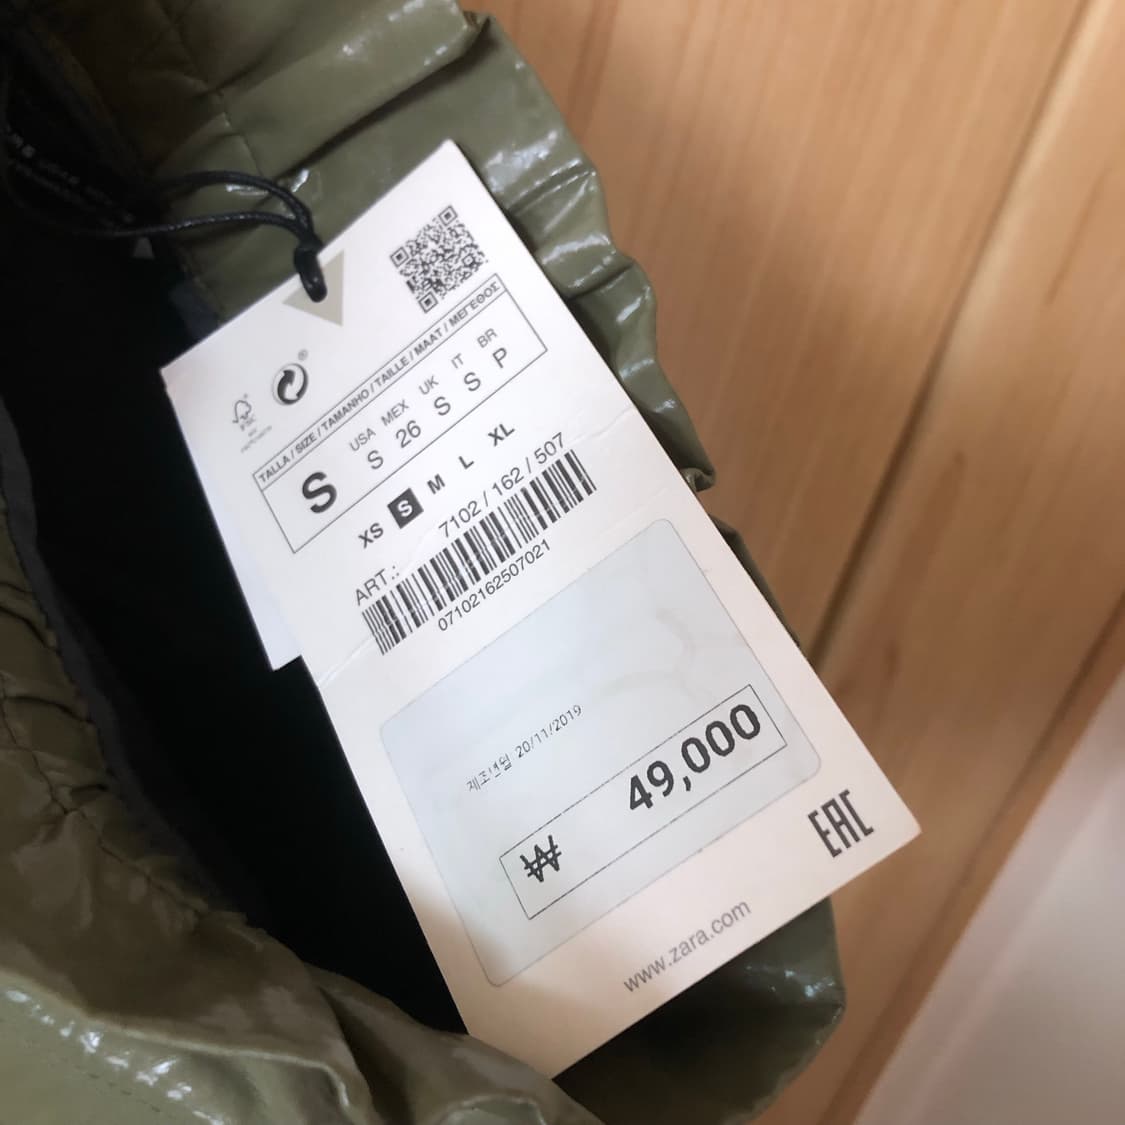 FSC
TALLA / SIZE / TAMANHO / TAILLE / MAAT / ΜΕΓΕΘΟΣ
USA MEX UK IT BR
S S 26 S S P
XS S M L XL
ART.: 7102 / 162 / 507
07102162507021
제조년월 20/11/2019
₩ 49,000
EAC
www.zara.com